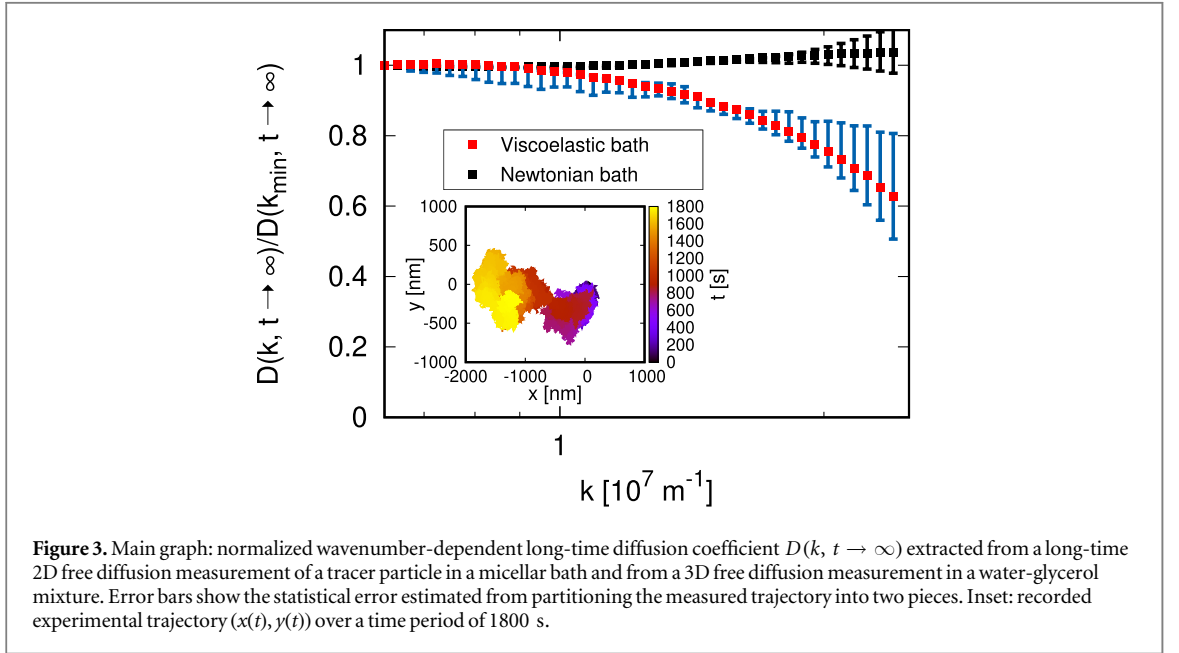 D(k, t → ∞)/D(k_min, t → ∞)
1
0.8
0.6
0.4
0.2
0
Viscoelastic bath
Newtonian bath
y [nm]
1000
500
0
-500
-1000
-2000 -1000 0 1000
x [nm]
1800
1600
1400
1200
1000
800
600
400
200
0
t [s]
1
k [10^7 m^-1]
Figure 3. Main graph: normalized wavenumber-dependent long-time diffusion coefficient D(k, t → ∞) extracted from a long-time
2D free diffusion measurement of a tracer particle in a micellar bath and from a 3D free diffusion measurement in a water-glycerol
mixture. Error bars show the statistical error estimated from partitioning the measured trajectory into two pieces. Inset: recorded
experimental trajectory (x(t), y(t)) over a time period of 1800 s.